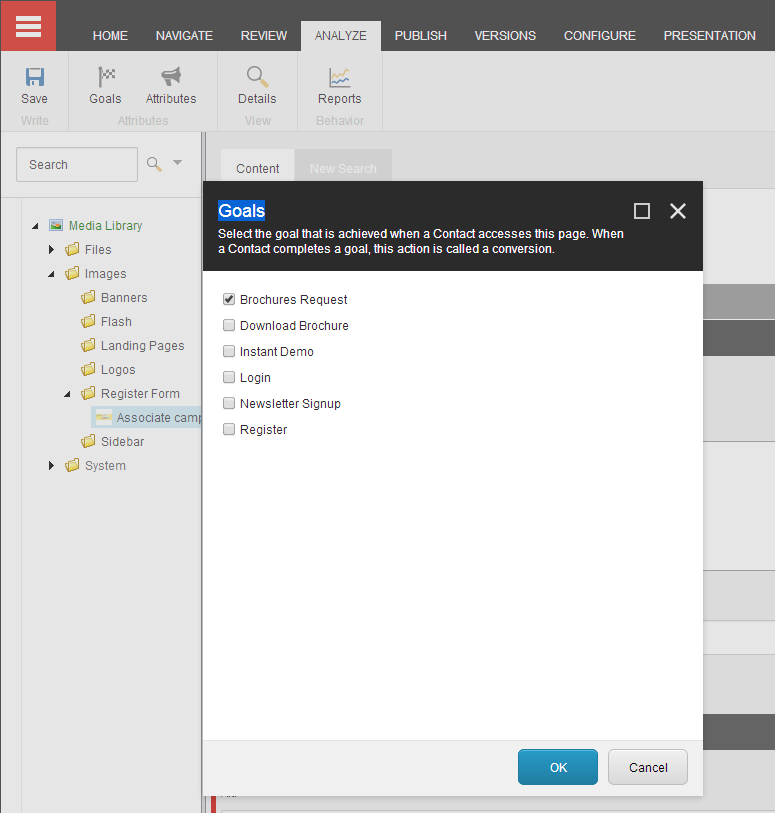 HOME NAVIGATE REVIEW ANALYZE PUBLISH VERSIONS CONFIGURE PRESENTATION
Save Goals Attributes Details Reports
Write Attributes View Behavior
Search
Content New Search
Goals
Select the goal that is achieved when a Contact accesses this page. When
a Contact completes a goal, this action is called a conversion.
Media Library
Files
Images
Banners
Flash
Landing Pages
Logos
Register Form
Associate camp
Sidebar
System
Brochures Request
Download Brochure
Instant Demo
Login
Newsletter Signup
Register
OK Cancel